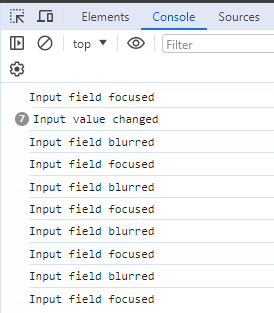 Elements Console Sources
top ▼ Filter
Input field focused
7 Input value changed
Input field blurred
Input field focused
Input field blurred
Input field focused
Input field blurred
Input field focused
Input field blurred
Input field focused